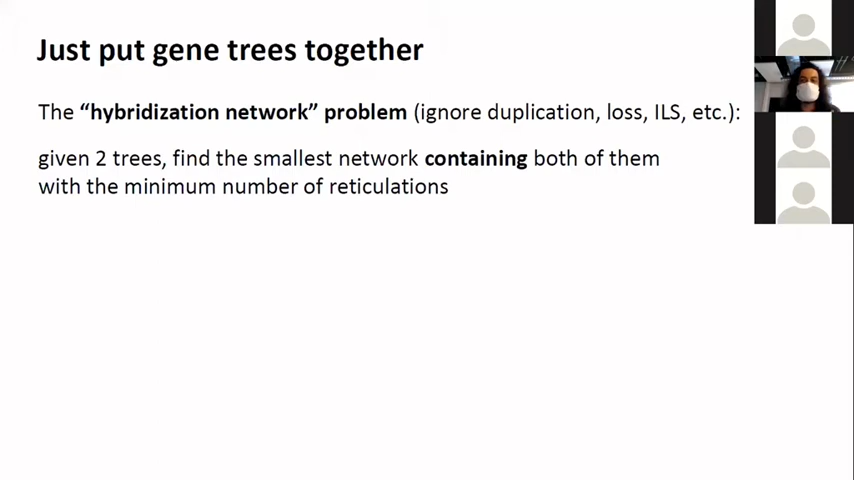 Just put gene trees together
The “hybridization network” problem (ignore duplication, loss, ILS, etc.):
given 2 trees, find the smallest network containing both of them
with the minimum number of reticulations